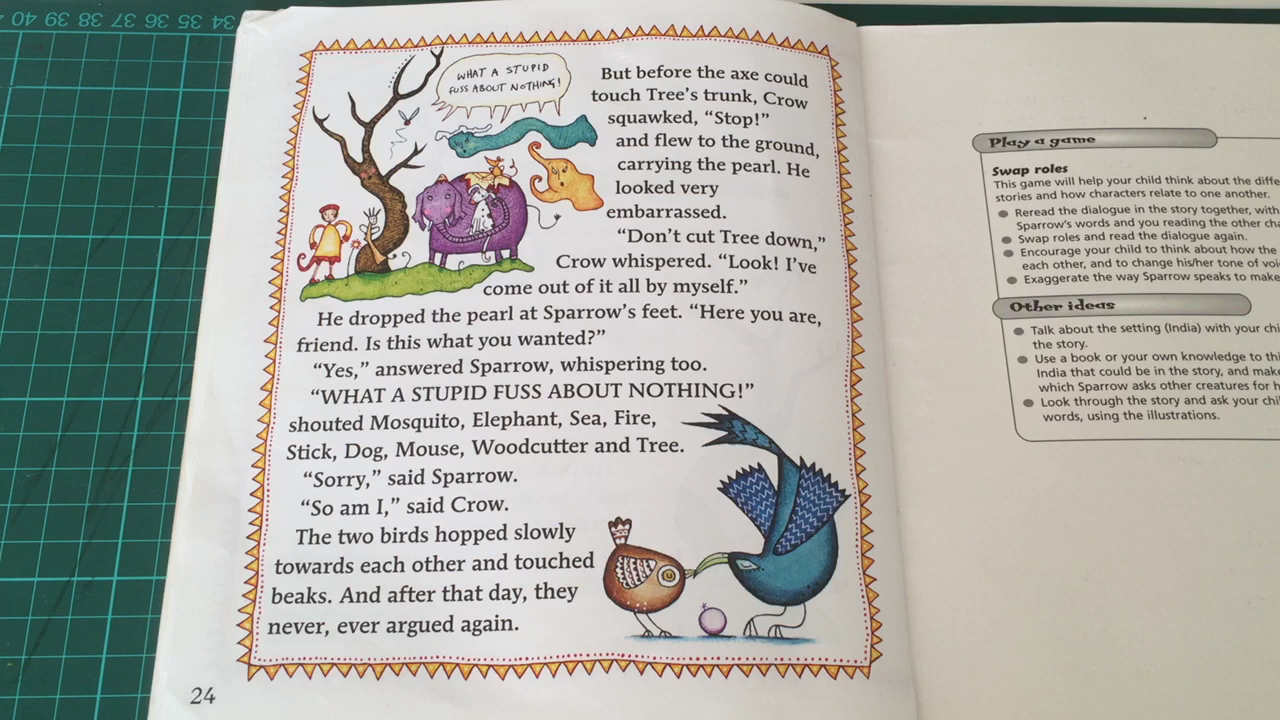 34 35 36 37 38 39 40
WHAT A STUPID
FUSS ABOUT NOTHING!
But before the axe could
touch Tree's trunk, Crow
squawked, “Stop!”
and flew to the ground,
carrying the pearl. He
looked very
embarrassed.
“Don't cut Tree down,”
Crow whispered. “Look! I've
come out of it all by myself.”
He dropped the pearl at Sparrow's feet. “Here you are,
friend. Is this what you wanted?”
“Yes,” answered Sparrow, whispering too.
“WHAT A STUPID FUSS ABOUT NOTHING!”
shouted Mosquito, Elephant, Sea, Fire,
Stick, Dog, Mouse, Woodcutter and Tree.
“Sorry,” said Sparrow.
“So am I,” said Crow.
The two birds hopped slowly
towards each other and touched
beaks. And after that day, they
never, ever argued again.
24
Play a game
Swap roles
This game will help your child think about the
stories and how characters relate to one another.
Reread the dialogue in the story together, with
Sparrow's words and you reading the other
Swap roles and read the dialogue again.
Encourage your child to think about how the
each other, and to change his/her tone of
Exaggerate the way Sparrow speaks to make
Other ideas
Talk about the setting (India) with your
the story.
Use a book or your own knowledge to
India that could be in the story, and make
which Sparrow asks other creatures for
Look through the story and ask your
words, using the illustrations.